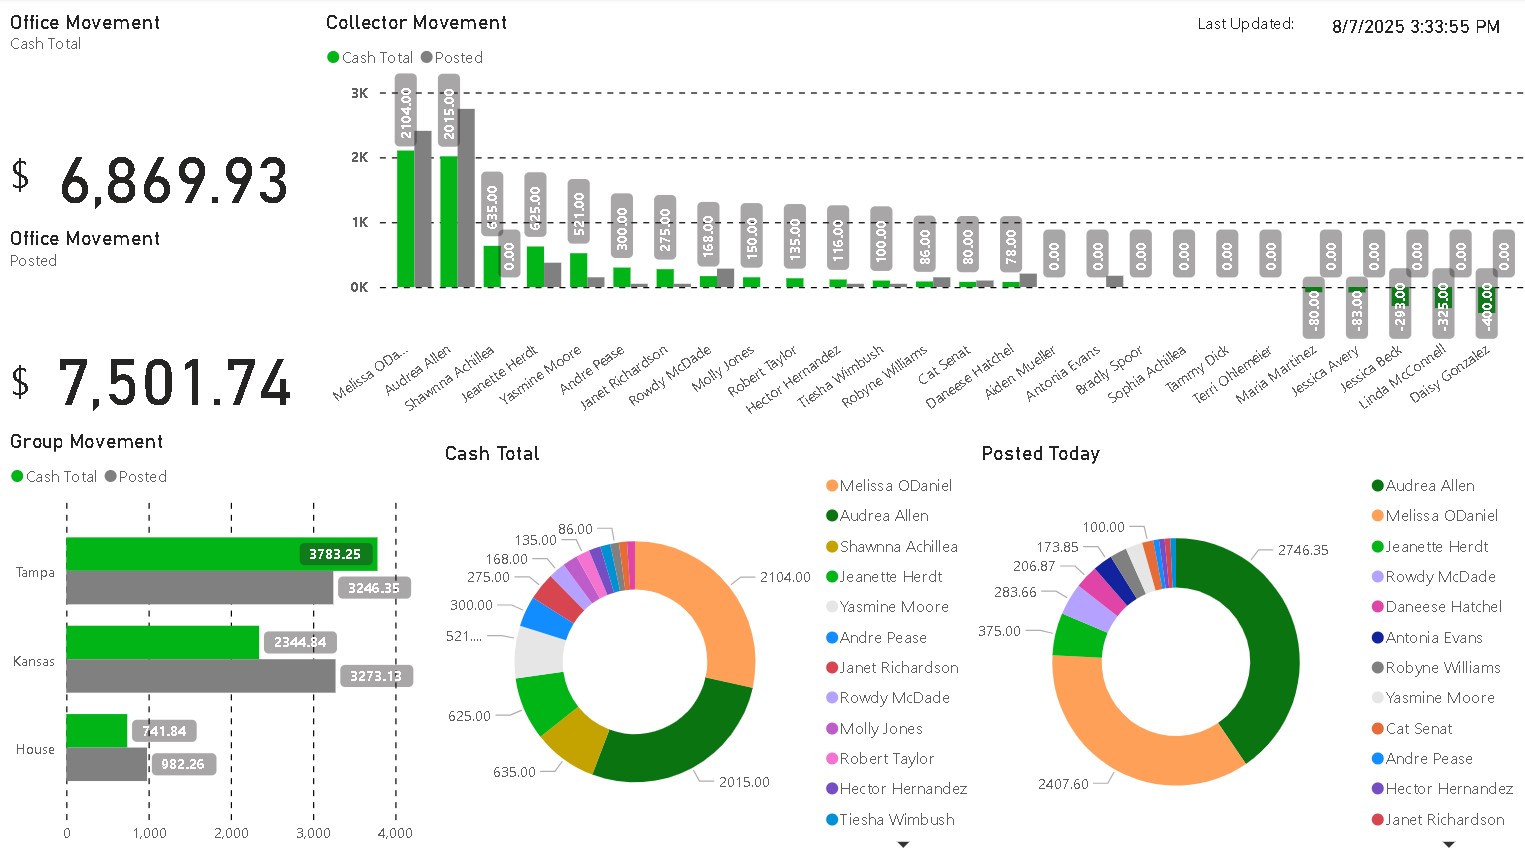 Office Movement
Cash Total
$ 6,869.93
Office Movement
Posted
$ 7,501.74
Collector Movement
Cash Total Posted
Last Updated: 8/7/2025 3:33:55 PM
3K
2K
1K
0K
2104.00
2015.00
635.00
0.00
625.00
521.00
300.00
275.00
168.00
150.00
135.00
116.00
100.00
86.00
80.00
78.00
0.00
0.00
0.00
0.00
0.00
0.00
-80.00
0.00
-83.00
0.00
-293.00
0.00
-325.00
0.00
-400.00
0.00
Melissa ODa...
Audrea Allen
Shawnna Achillea
Jeanette Herdt
Yasmine Moore
Andre Pease
Janet Richardson
Rowdy McDade
Molly Jones
Robert Taylor
Hector Hernandez
Tiesha Wimbush
Robyne Williams
Cat Senat
Daneese Hatchel
Aiden Mueller
Antonia Evans
Bradly Spoor
Sophia Achillea
Tammy Dick
Terri Ohlemeier
Maria Martinez
Jessica Avery
Jessica Beck
Linda McConnell
Daisy Gonzalez
Group Movement
Cash Total Posted
Tampa
3783.25
3246.35
Kansas
2344.84
3273.13
House
741.84
982.26
0 1,000 2,000 3,000 4,000
Cash Total
86.00
135.00
168.00
275.00
300.00
521....
625.00
635.00
2104.00
2015.00
Melissa ODaniel
Audrea Allen
Shawnna Achillea
Jeanette Herdt
Yasmine Moore
Andre Pease
Janet Richardson
Rowdy McDade
Molly Jones
Robert Taylor
Hector Hernandez
Tiesha Wimbush
Posted Today
100.00
173.85
206.87
283.66
375.00
2407.60
2746.35
Audrea Allen
Melissa ODaniel
Jeanette Herdt
Rowdy McDade
Daneese Hatchel
Antonia Evans
Robyne Williams
Yasmine Moore
Cat Senat
Andre Pease
Hector Hernandez
Janet Richardson